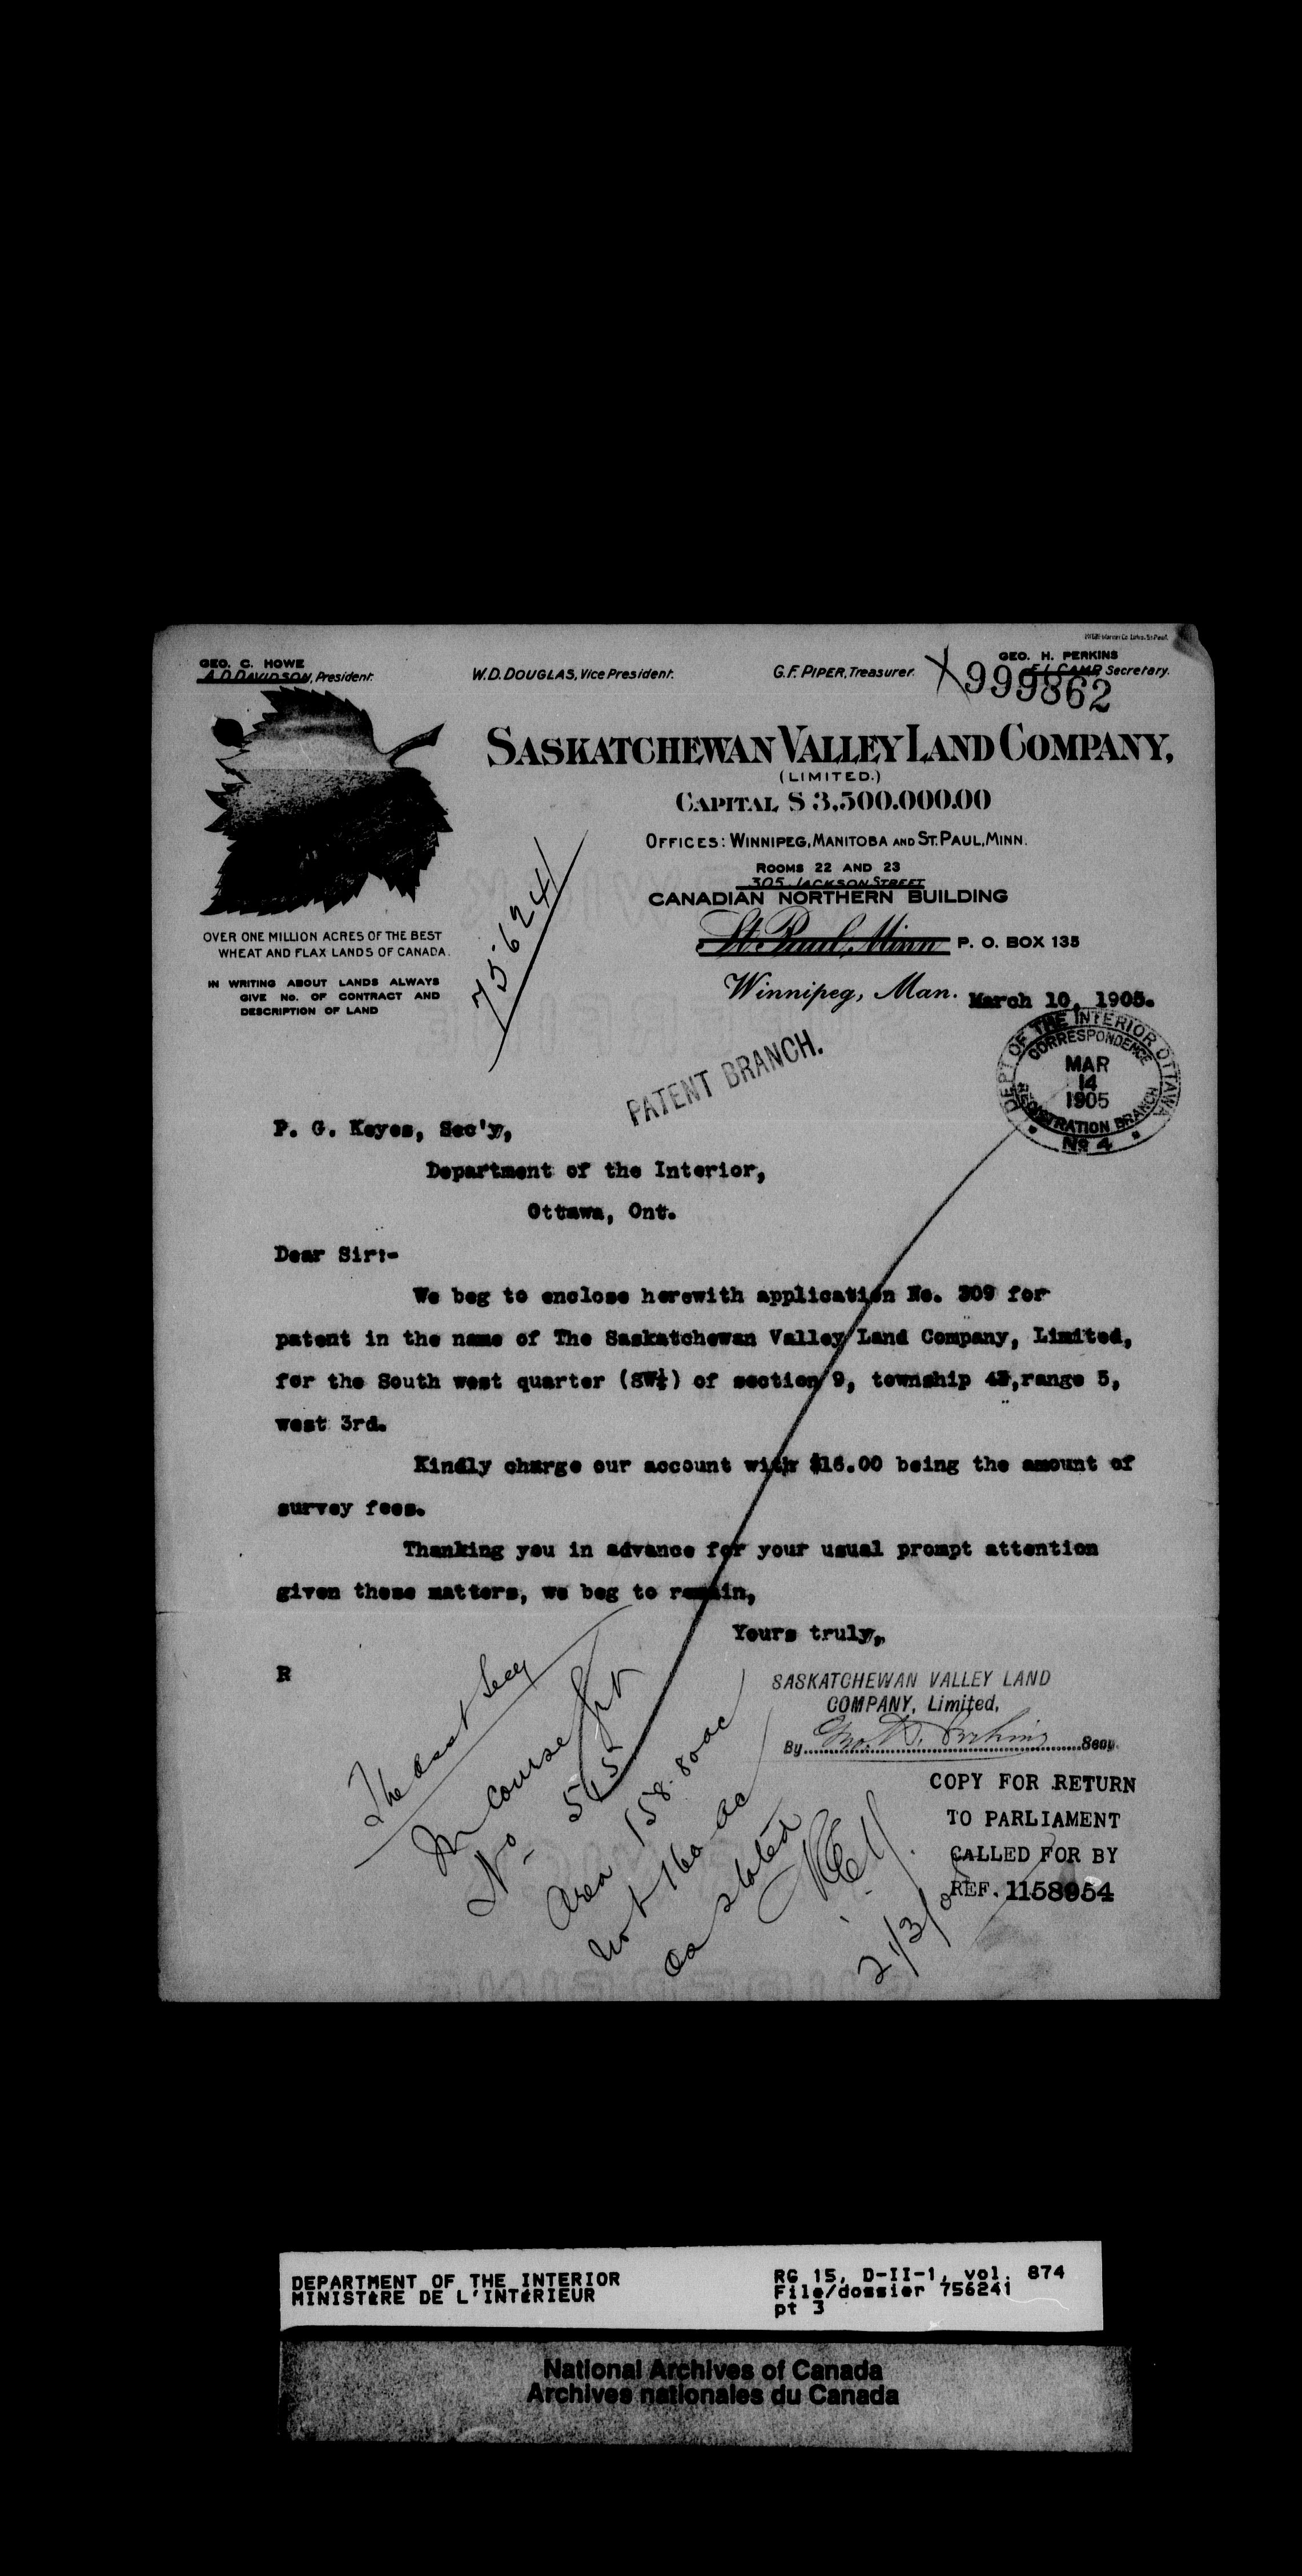 GEO. C. HOWE
A. D. DAVIDSON, President.
W. D. DOUGLAS, Vice President.
G. F. PIPER, Treasurer.
GEO. H. PERKINS
F. L. CAMP, Secretary.
X999862
SASKATCHEWAN VALLEY LAND COMPANY,
(LIMITED.)
CAPITAL $ 3,500,000.00
OFFICES: WINNIPEG, MANITOBA AND ST. PAUL, MINN.
ROOMS 22 AND 23
305 JACKSON STREET
CANADIAN NORTHERN BUILDING
St. Paul, Minn P. O. BOX 135
OVER ONE MILLION ACRES OF THE BEST
WHEAT AND FLAX LANDS OF CANADA.
IN WRITING ABOUT LANDS ALWAYS
GIVE No. OF CONTRACT AND
DESCRIPTION OF LAND
756241
Winnipeg, Man. March 10, 1905.
DEPT OF THE INTERIOR OTTAWA
CORRESPONDENCE
MAR
14
1905
REGISTRATION BRANCH
No 4
PATENT BRANCH.
P. G. Keyes, Sec'y,
Department of the Interior,
Ottawa, Ont.
Dear Sir:-
We beg to enclose herewith application No. 309 for
patent in the name of The Saskatchewan Valley Land Company, Limited,
for the South west quarter (SW¼) of section 9, township 43, range 5,
west 3rd.
Kindly charge our account with $16.00 being the amount of
survey fees.
Thanking you in advance for your usual prompt attention
given these matters, we beg to remain,
Yours truly,
R
SASKATCHEWAN VALLEY LAND
COMPANY, Limited,
By Geo. H. Perkins Secy.
The asst Secy
In course
No 515
area 158.80 ac
not 160 ac
as stated
21/3/05
COPY FOR RETURN
TO PARLIAMENT
CALLED FOR BY
REF. 1158954
DEPARTMENT OF THE INTERIOR
MINISTÈRE DE L'INTÉRIEUR
RG 15, D-II-1, vol. 874
File/dossier 756241
pt 3
National Archives of Canada
Archives nationales du Canada